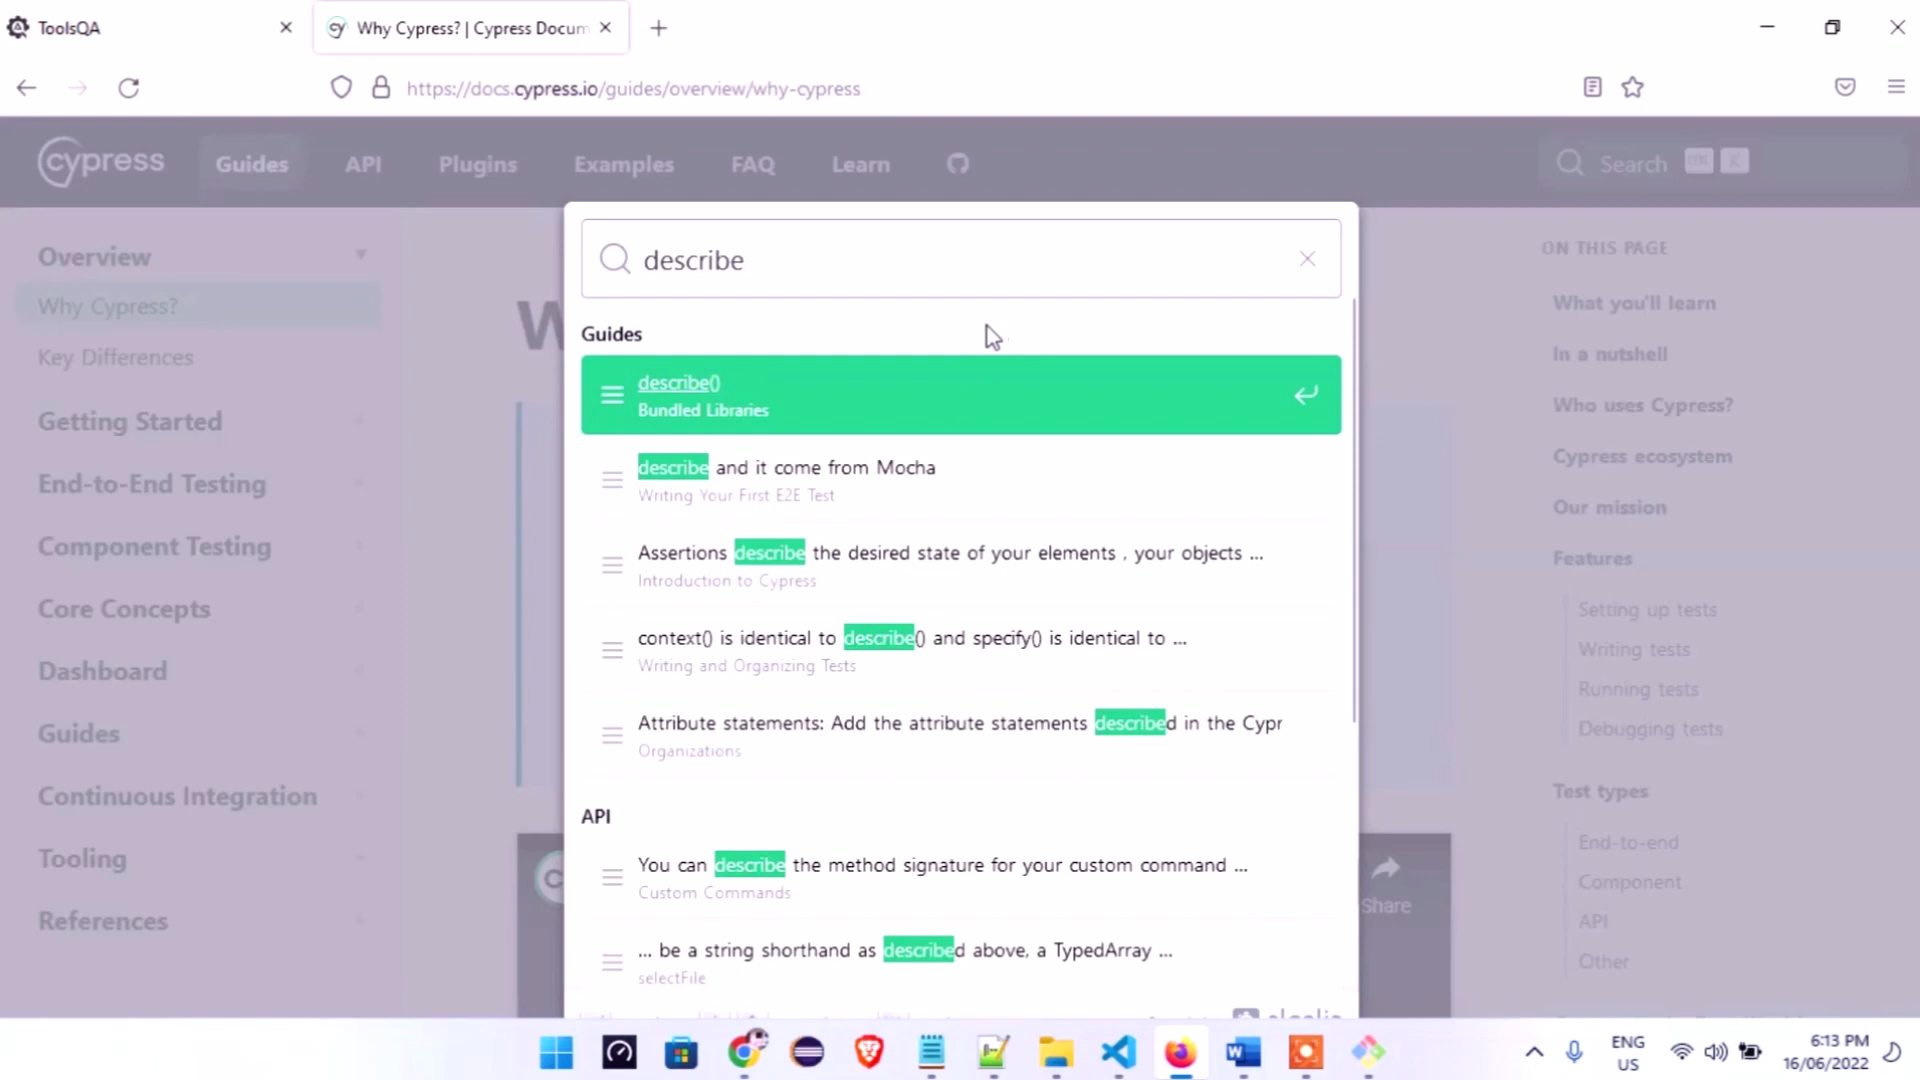 ToolsQA
Why Cypress? | Cypress Docum
https://docs.cypress.io/guides/overview/why-cypress
cypress
Guides
API
Plugins
Examples
FAQ
Learn
Search
K
describe
Overview
Why Cypress?
Key Differences
Getting Started
End-to-End Testing
Component Testing
Core Concepts
Dashboard
Guides
Continuous Integration
Tooling
References
W
Guides
describe()
Bundled Libraries
describe and it come from Mocha
Writing Your First E2E Test
Assertions describe the desired state of your elements , your objects ...
Introduction to Cypress
context() is identical to describe() and specify() is identical to ...
Writing and Organizing Tests
Attribute statements: Add the attribute statements described in the Cypr
Organizations
API
You can describe the method signature for your custom command ...
Custom Commands
... be a string shorthand as described above, a TypedArray ...
selectFile
Share
ON THIS PAGE
What you'll learn
In a nutshell
Who uses Cypress?
Cypress ecosystem
Our mission
Features
Setting up tests
Writing tests
Running tests
Debugging tests
Test types
End-to-end
Component
API
Other
ENG
US
6:13 PM
16/06/2022